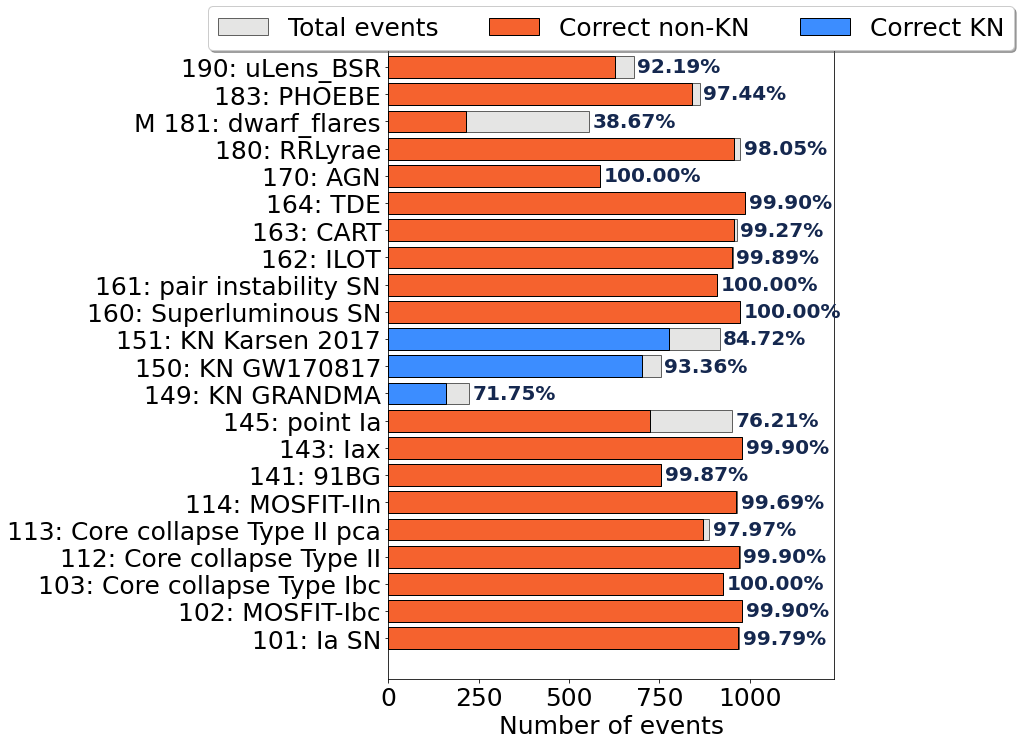 Total events Correct non-KN Correct KN
190: uLens_BSR 92.19%
183: PHOEBE 97.44%
M 181: dwarf_flares 38.67%
180: RRLyrae 98.05%
170: AGN 100.00%
164: TDE 99.90%
163: CART 99.27%
162: ILOT 99.89%
161: pair instability SN 100.00%
160: Superluminous SN 100.00%
151: KN Karsen 2017 84.72%
150: KN GW170817 93.36%
149: KN GRANDMA 71.75%
145: point Ia 76.21%
143: Iax 99.90%
141: 91BG 99.87%
114: MOSFIT-IIn 99.69%
113: Core collapse Type II pca 97.97%
112: Core collapse Type II 99.90%
103: Core collapse Type Ibc 100.00%
102: MOSFIT-Ibc 99.90%
101: Ia SN 99.79%
0 250 500 750 1000
Number of events